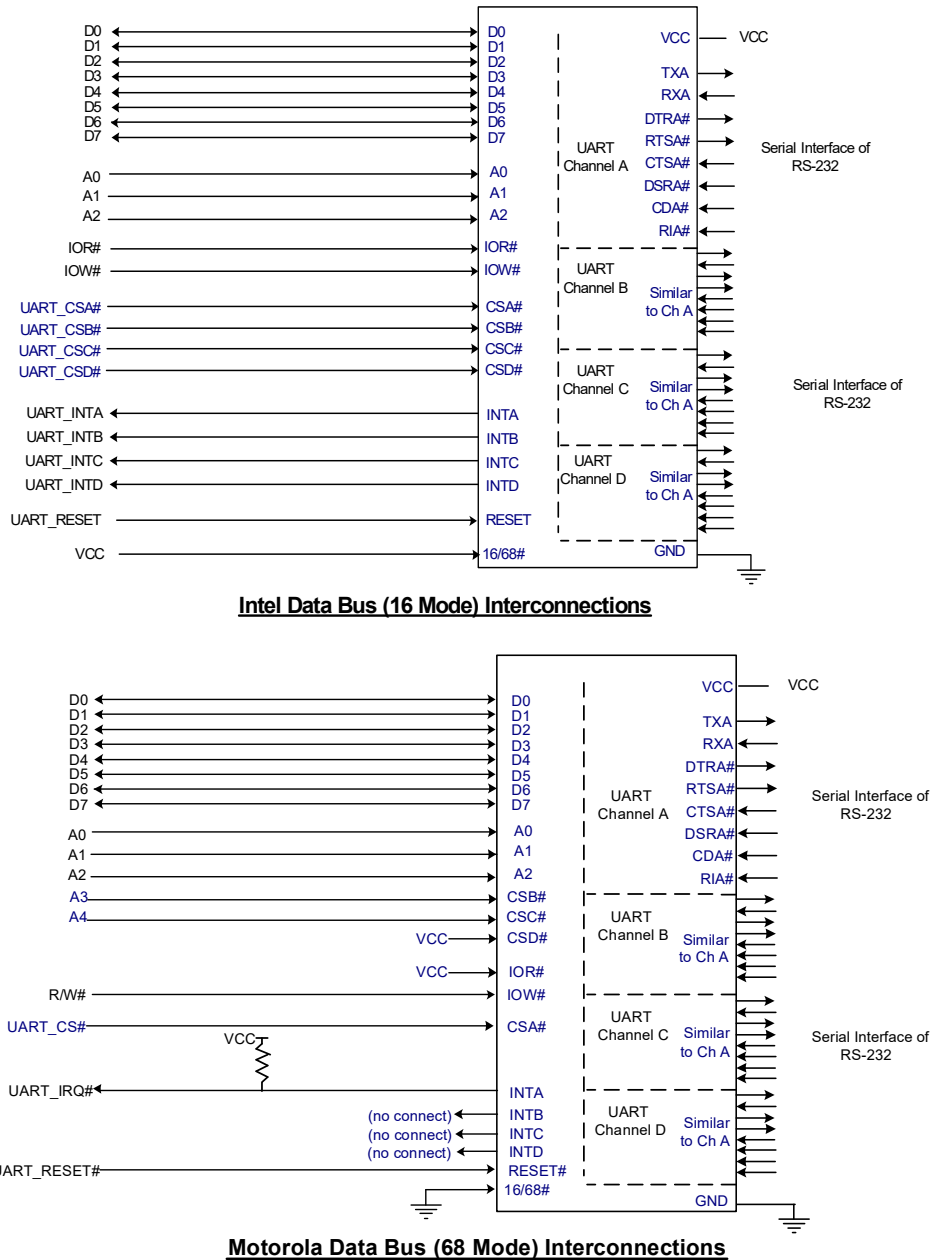 D0 D0 VCC VCC
D1 D1
D2 D2
D3 D3 TXA
D4 D4 RXA
D5 D5
D6 D6 DTRA#
D7 D7 RTSA#
UART
Channel A
Serial Interface of
RS-232
A0 A0 CTSA#
A1 A1 DSRA#
A2 A2 CDA#
RIA#
IOR# IOR#
IOW# IOW#
UART
Channel B
Similar
to Ch A
UART_CSA# CSA#
UART_CSB# CSB#
UART_CSC# CSC#
UART_CSD# CSD#
UART
Channel C
Similar
to Ch A
Serial Interface of
RS-232
UART_INTA INTA
UART_INTB INTB
UART_INTC INTC
UART_INTD INTD
UART
Channel D
Similar
to Ch A
UART_RESET RESET
VCC 16/68# GND
Intel Data Bus (16 Mode) Interconnections
VCC VCC
D0 D0
D1 D1
D2 D2
D3 D3
D4 D4
D5 D5
D6 D6
D7 D7
TXA
RXA
DTRA#
RTSA#
CTSA#
DSRA#
CDA#
RIA#
UART
Channel A
Serial Interface of
RS-232
A0 A0
A1 A1
A2 A2
A3 CSB#
A4 CSC#
VCC CSD#
VCC IOR#
R/W# IOW#
UART_CS# CSA#
UART
Channel B
Similar
to Ch A
UART
Channel C
Similar
to Ch A
Serial Interface of
RS-232
VCC
UART_IRQ# INTA
(no connect) INTB
(no connect) INTC
(no connect) INTD
UART
Channel D
Similar
to Ch A
UART_RESET# RESET#
16/68#
GND
Motorola Data Bus (68 Mode) Interconnections